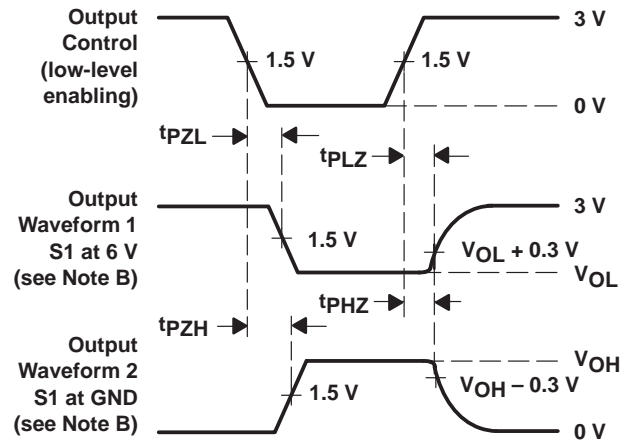 Output
Control
(low-level
enabling)
3 V
1.5 V
1.5 V
0 V
tPZL
tPLZ
Output
Waveform 1
S1 at 6 V
(see Note B)
3 V
1.5 V
VOL + 0.3 V
VOL
tPZH
tPHZ
Output
Waveform 2
S1 at GND
(see Note B)
VOH
1.5 V
VOH − 0.3 V
0 V